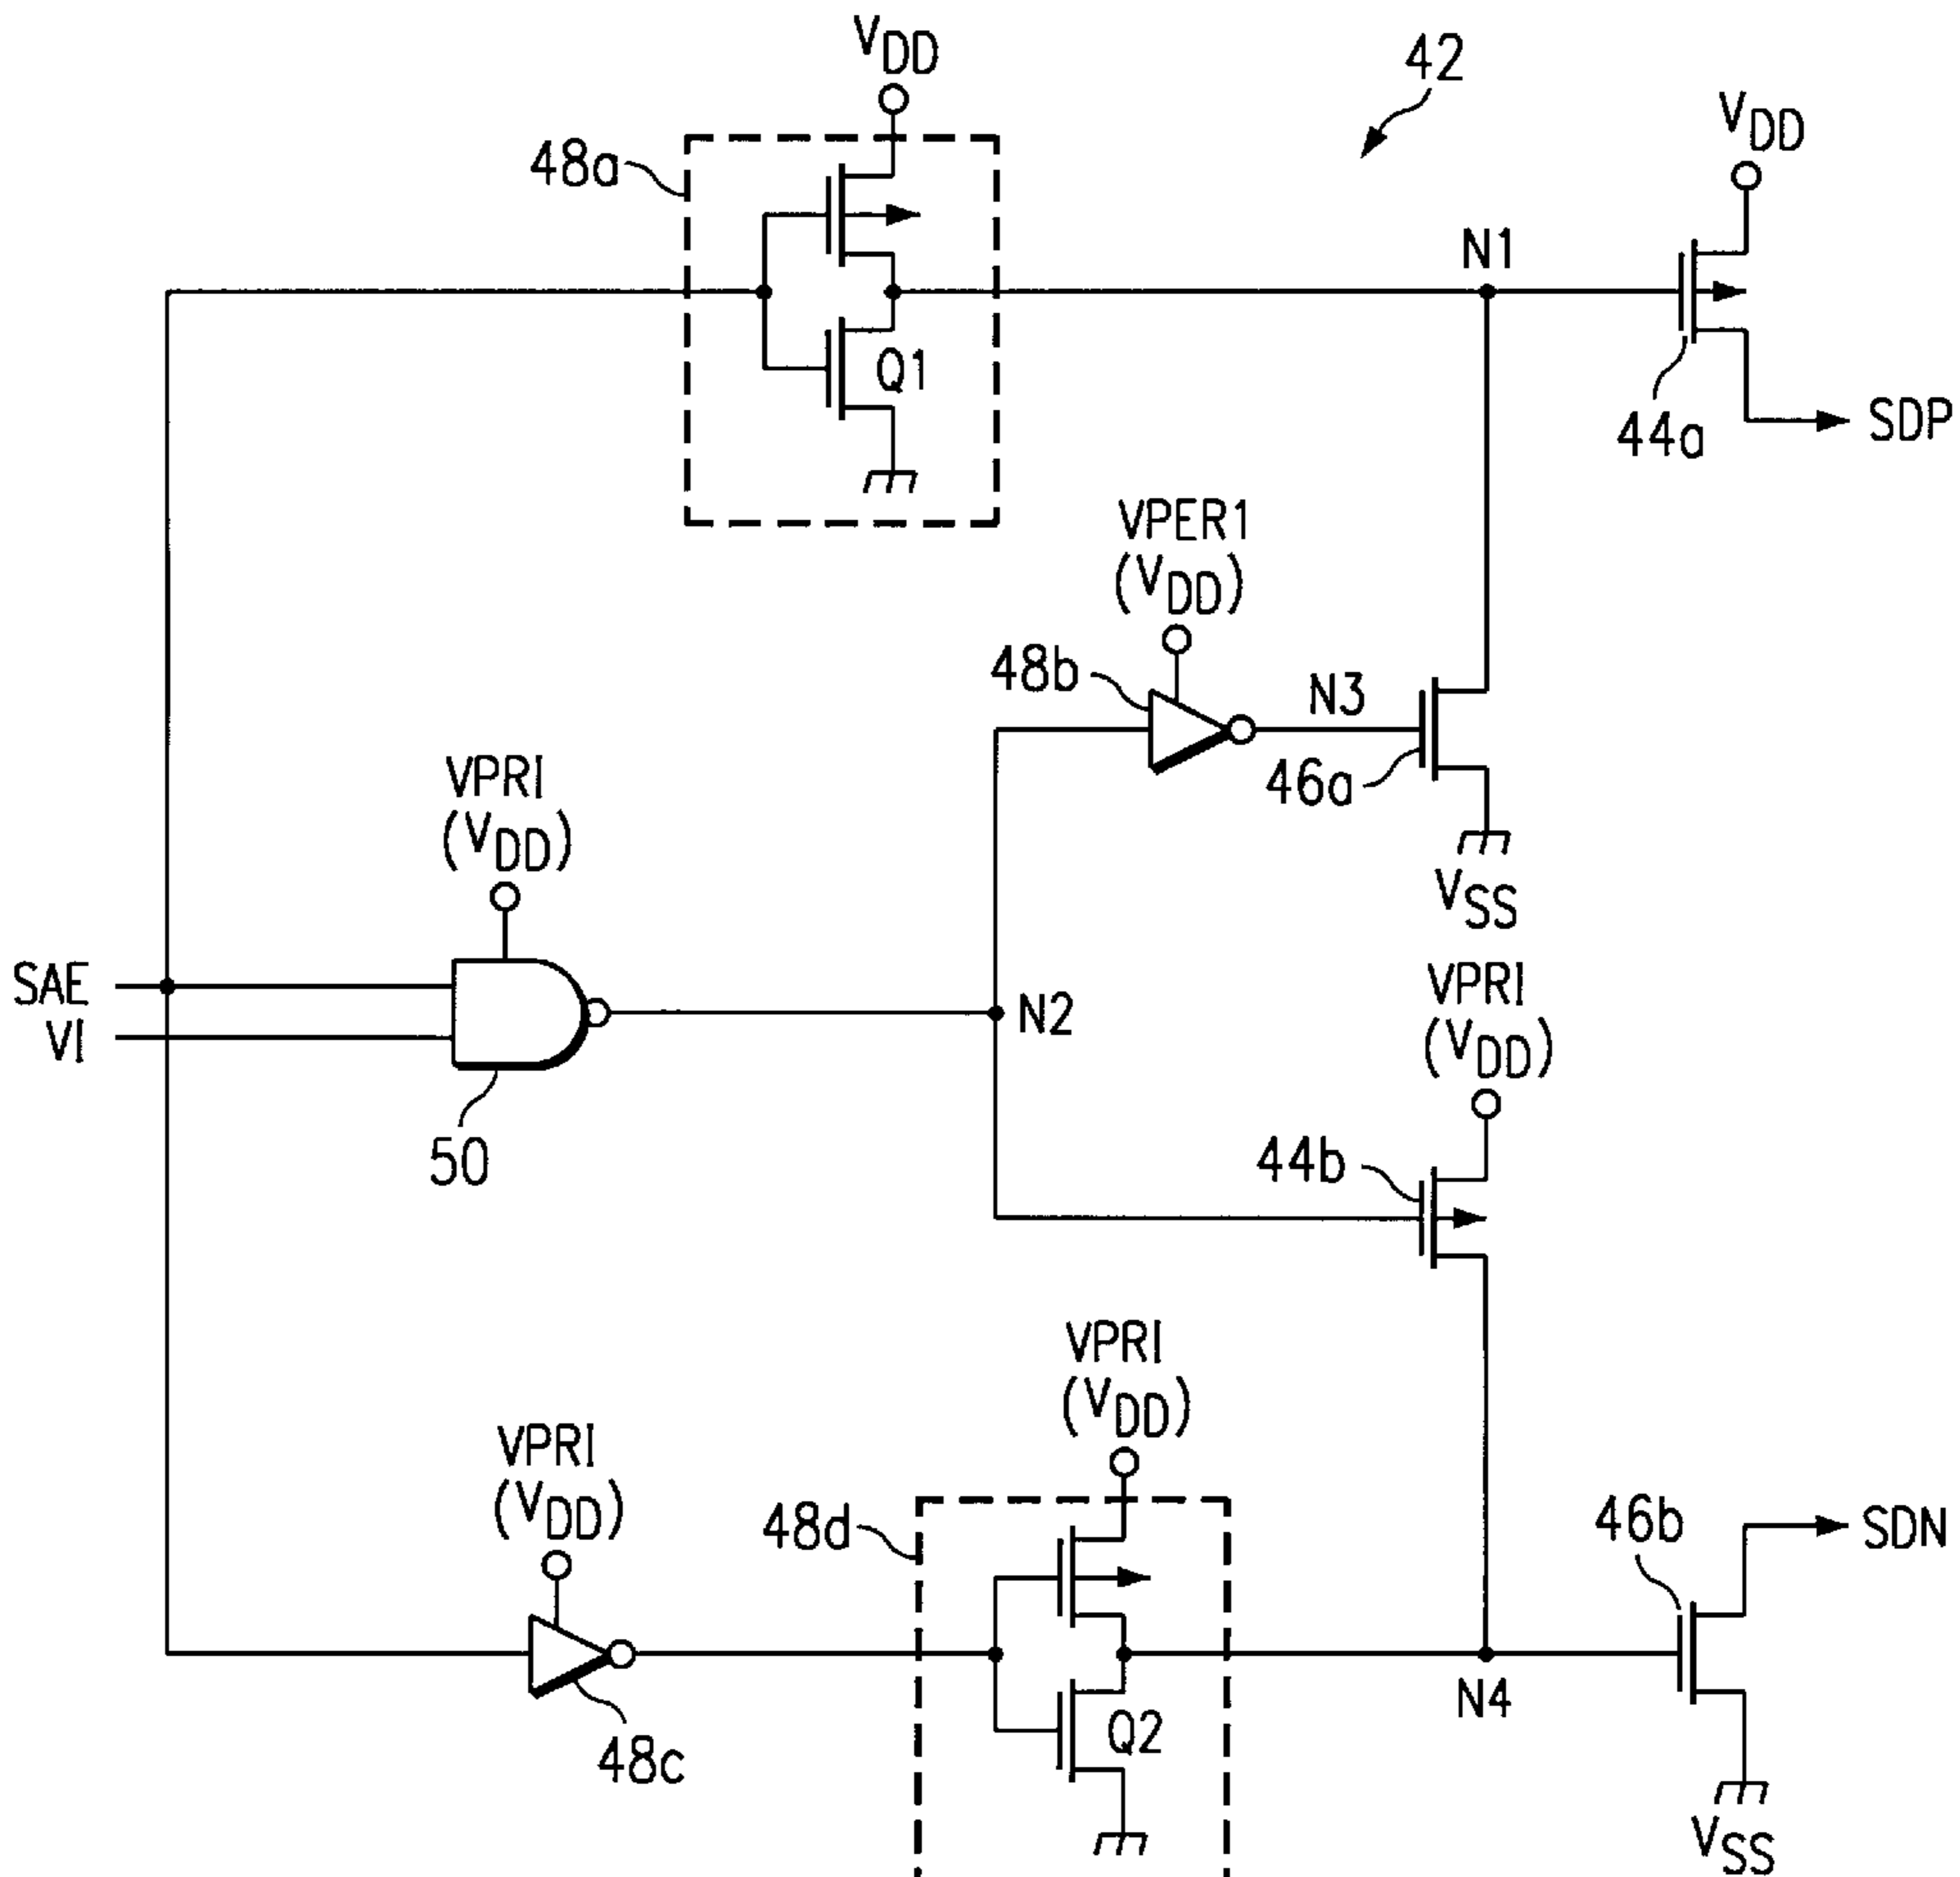 VDD
42
VDD
48a
N1
Q1
44a
SDP
VPER1
(VDD)
48b
N3
46a
VPRI
(VDD)
VSS
SAE
VI
N2
VPRI
(VDD)
50
44b
VPRI
(VDD)
VPRI
(VDD)
48d
46b
SDN
N4
Q2
48c
VSS